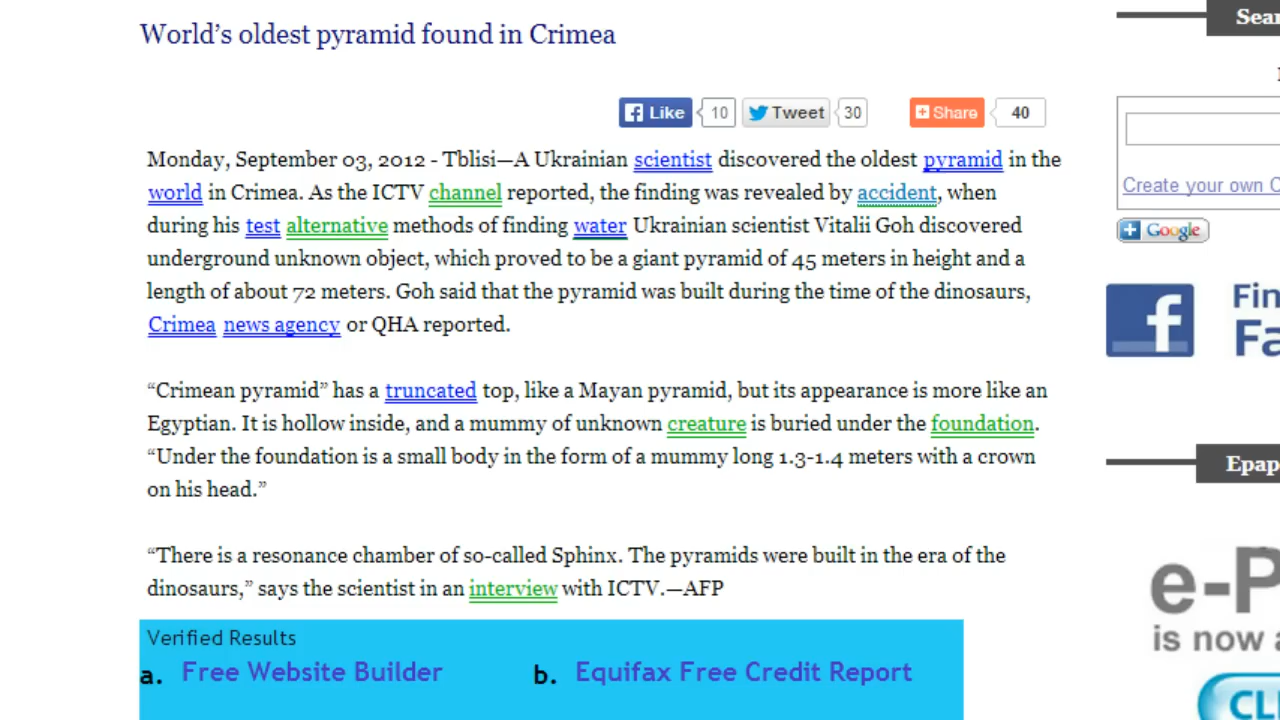 World's oldest pyramid found in Crimea
Like 10 Tweet 30 Share 40
Monday, September 03, 2012 - Tblisi—A Ukrainian scientist discovered the oldest pyramid in the
world in Crimea. As the ICTV channel reported, the finding was revealed by accident, when
during his test alternative methods of finding water Ukrainian scientist Vitalii Goh discovered
underground unknown object, which proved to be a giant pyramid of 45 meters in height and a
length of about 72 meters. Goh said that the pyramid was built during the time of the dinosaurs,
Crimea news agency or QHA reported.
“Crimean pyramid” has a truncated top, like a Mayan pyramid, but its appearance is more like an
Egyptian. It is hollow inside, and a mummy of unknown creature is buried under the foundation.
“Under the foundation is a small body in the form of a mummy long 1.3-1.4 meters with a crown
on his head.”
“There is a resonance chamber of so-called Sphinx. The pyramids were built in the era of the
dinosaurs,” says the scientist in an interview with ICTV.—AFP
Verified Results
a. Free Website Builder b. Equifax Free Credit Report
Sear
Create your own C
Google
Fin
Fa
Epap
e-P
is now a
CLI